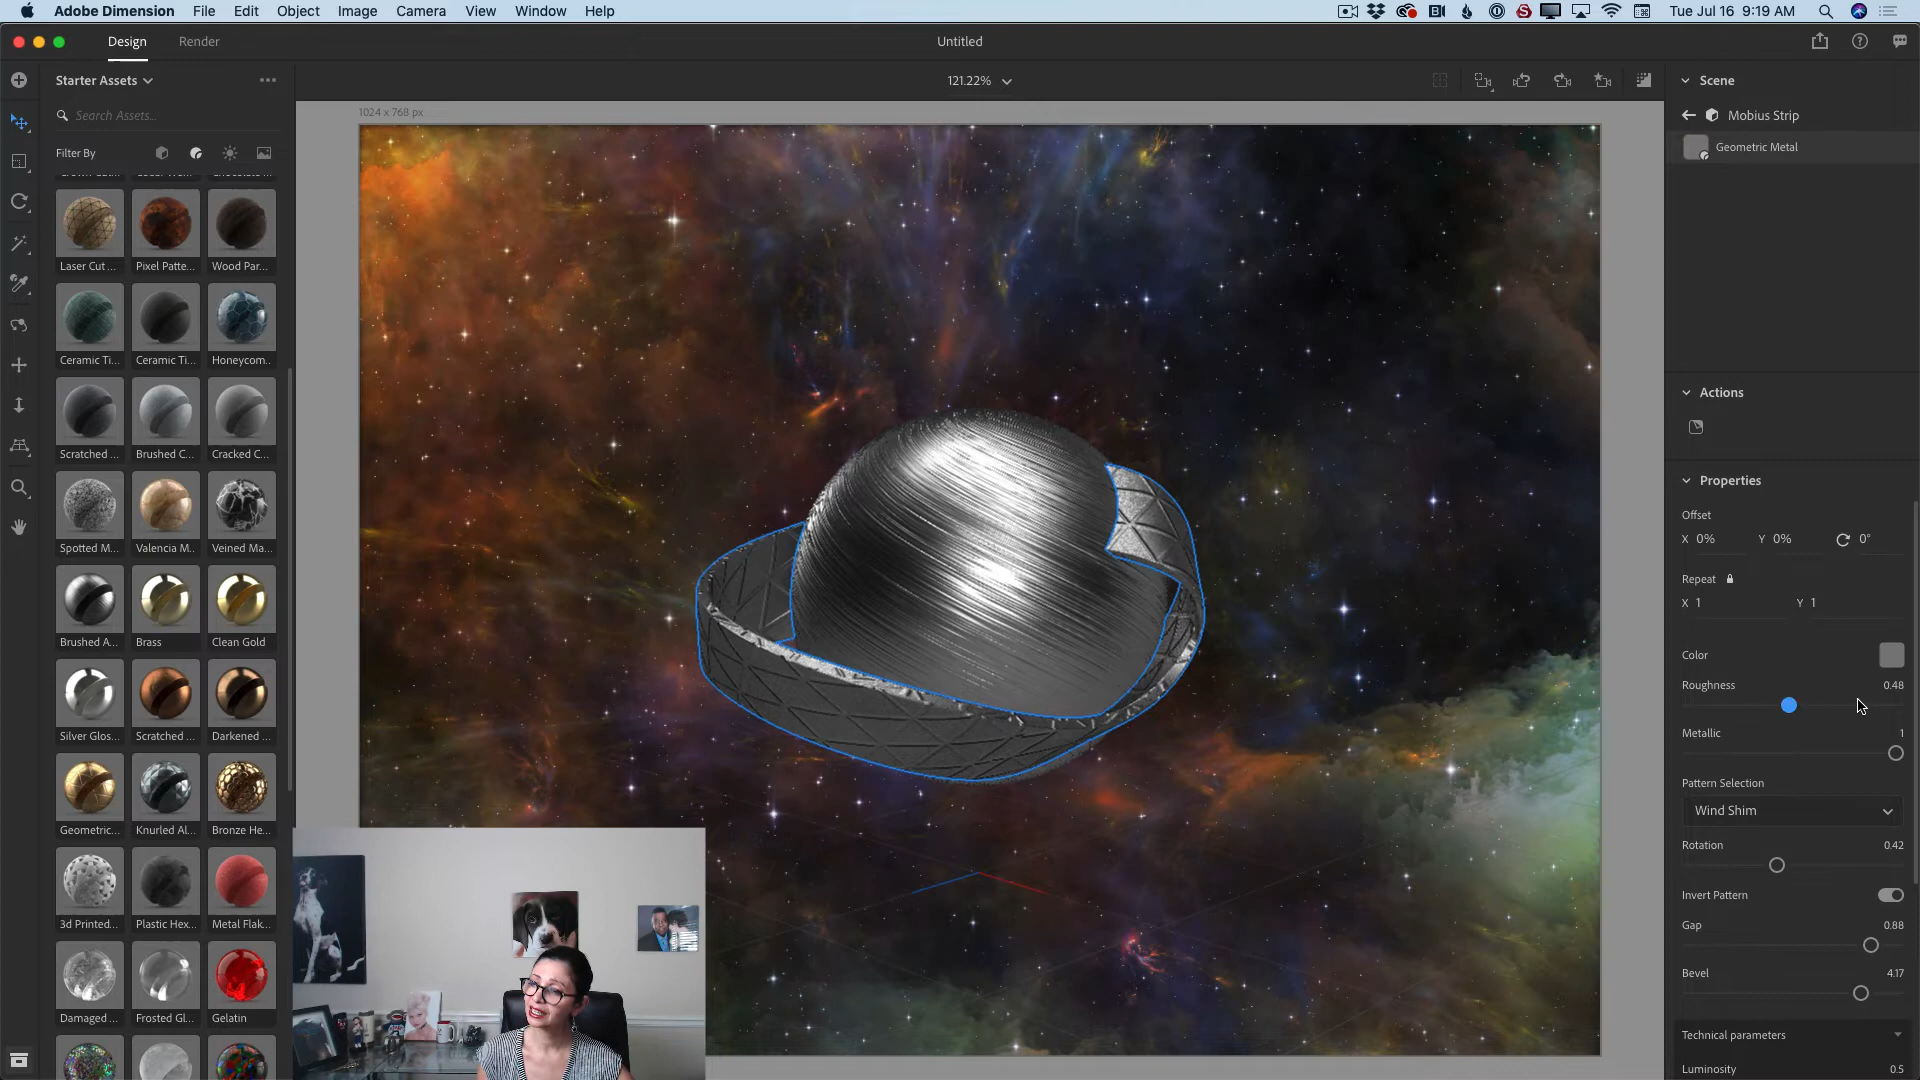 Adobe Dimension File Edit Object Image Camera View Window Help Tue Jul 16 9:19 AM
Design Render Untitled
Starter Assets 121.22% Scene
Search Assets... 1024 x 768 px Mobius Strip
Filter By Geometric Metal
Laser Cut ... Pixel Patte... Wood Par...
Ceramic Ti... Ceramic Ti... Honeycom..
Actions
Scratched ... Brushed C... Cracked C...
Properties
Offset
X 0% Y 0% 0°
Spotted M... Valencia M.. Veined Ma...
Repeat
X 1 Y 1
Brushed A... Brass Clean Gold
Color
Roughness 0.48
Silver Glos... Scratched ... Darkened ...
Metallic 1
Pattern Selection
Wind Shim
Geometric... Knurled Al... Bronze He...
Rotation 0.42
Invert Pattern
3d Printed... Plastic Hex... Metal Flak...
Gap 0.88
Bevel 4.17
Damaged ... Frosted Gl... Gelatin
Technical parameters
Luminosity 0.5